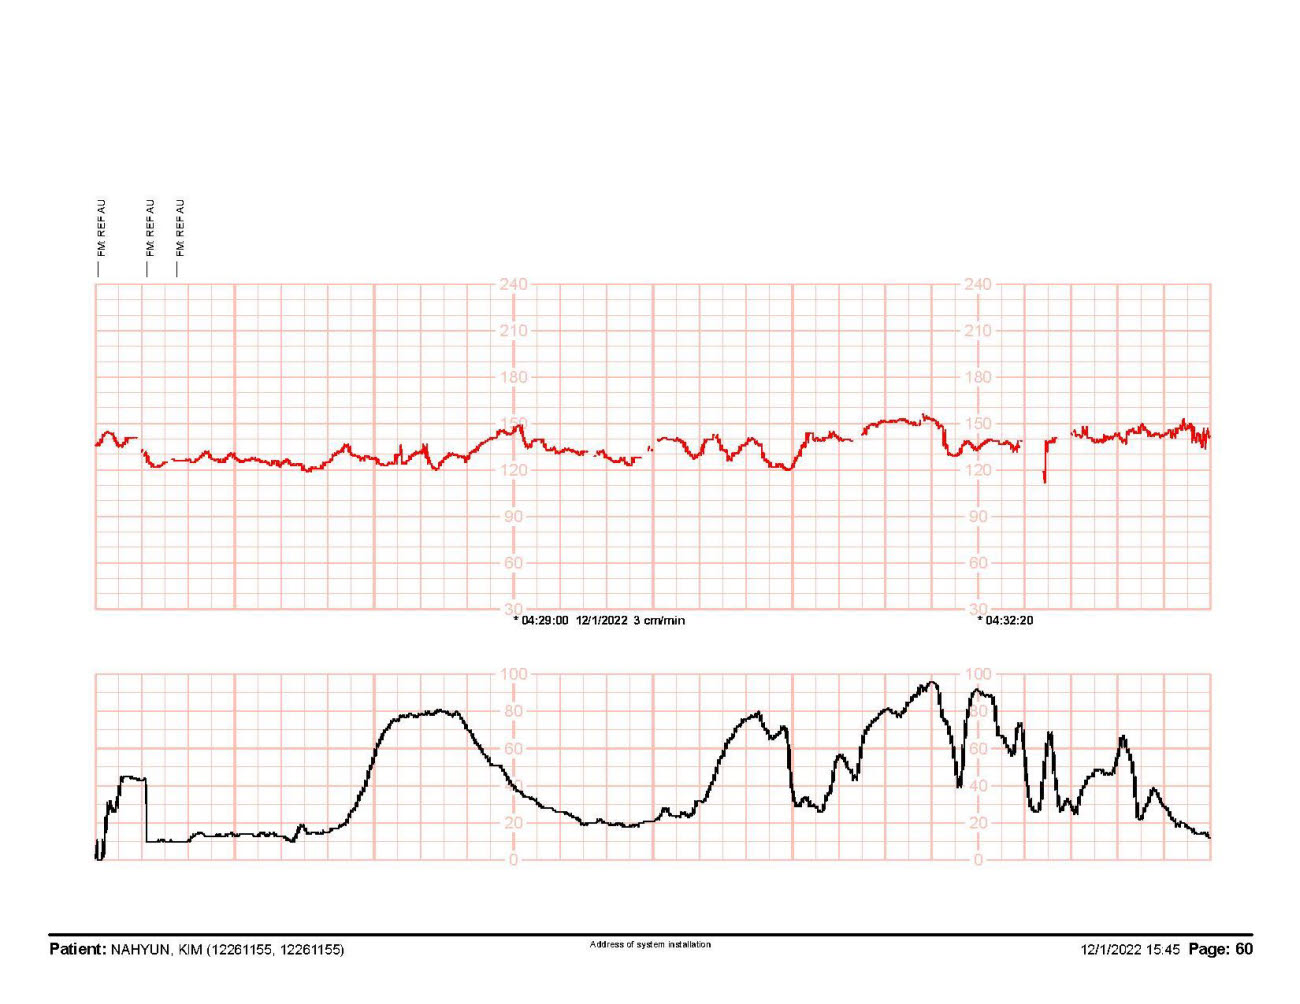 FM: REF AU
FM: REF AU
FM: REF AU
240 240
210 210
180 180
150 150
120 120
90 90
60 60
30 30
* 04:29:00 12/1/2022 3 cm/min * 04:32:20
100 100
80 80
60 60
40 40
20 20
0 0
Patient: NAHYUN, KIM (12261155, 12261155) Address of system installation 12/1/2022 15:45 Page: 60